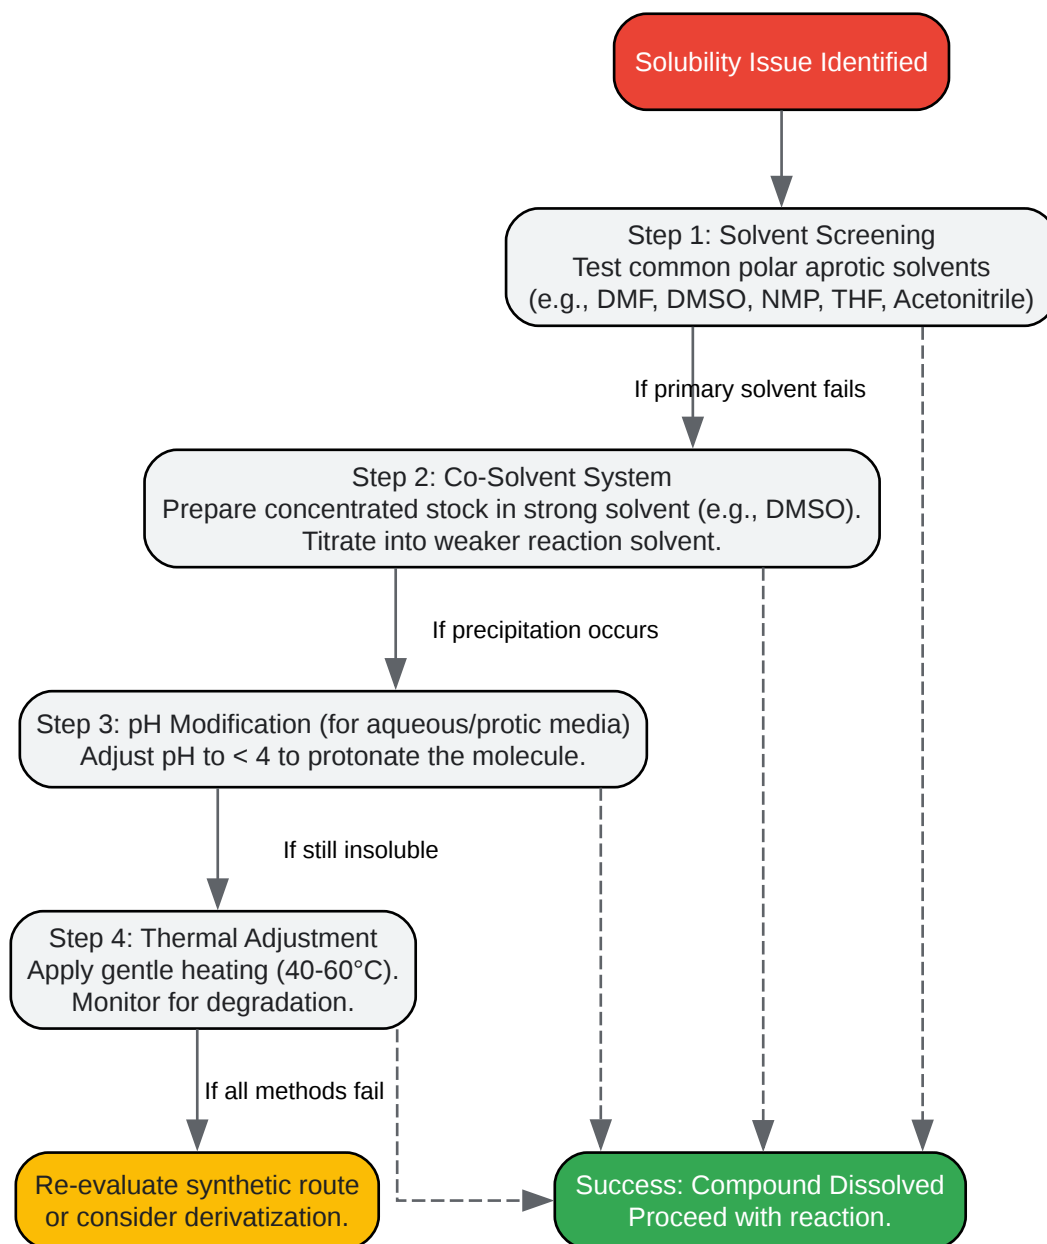 Solubility Issue Identified
Step 1: Solvent Screening
Test common polar aprotic solvents
(e.g., DMF, DMSO, NMP, THF, Acetonitrile)
If primary solvent fails
Step 2: Co-Solvent System
Prepare concentrated stock in strong solvent (e.g., DMSO).
Titrate into weaker reaction solvent.
If precipitation occurs
Step 3: pH Modification (for aqueous/protic media)
Adjust pH to < 4 to protonate the molecule.
If still insoluble
Step 4: Thermal Adjustment
Apply gentle heating (40-60°C).
Monitor for degradation.
If all methods fail
Re-evaluate synthetic route
or consider derivatization.
Success: Compound Dissolved
Proceed with reaction.